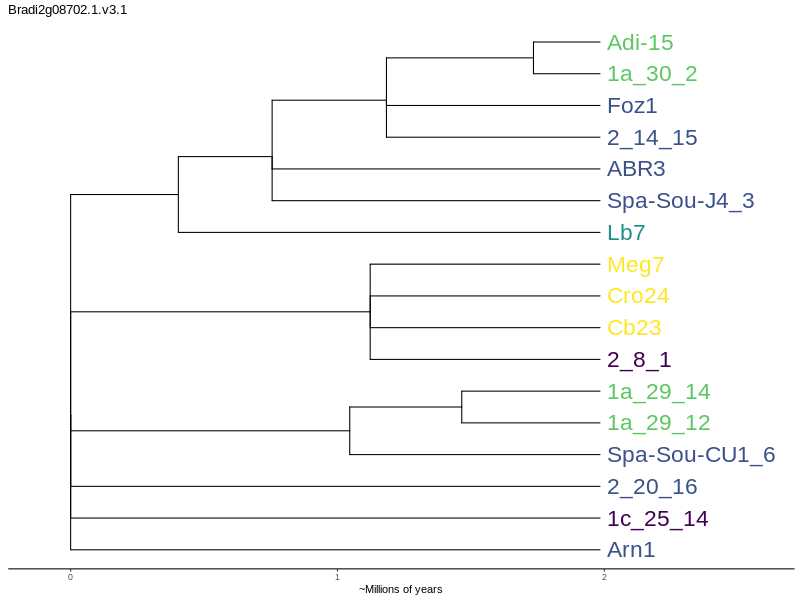 Bradi2g08702.1.v3.1
Adi-15
1a_30_2
Foz1
2_14_15
ABR3
Spa-Sou-J4_3
Lb7
Meg7
Cro24
Cb23
2_8_1
1a_29_14
1a_29_12
Spa-Sou-CU1_6
2_20_16
1c_25_14
Arn1
0 1 2
~Millions of years